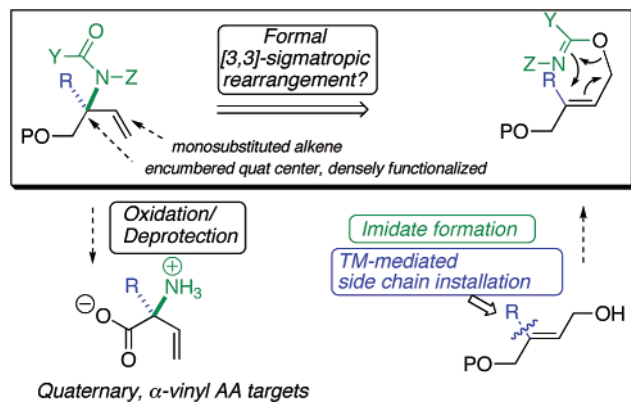 Y
O
N-Z
R
PO
Formal
[3,3]-sigmatropic
rearrangement?
Y
Z
N
O
R
PO
monosubstituted alkene
encumbered quat center, densely functionalized
Oxidation/
Deprotection
Imidate formation
TM-mediated
side chain installation
R
⊕
NH₃
⊖
O
O
R
OH
PO
Quaternary, α-vinyl AA targets